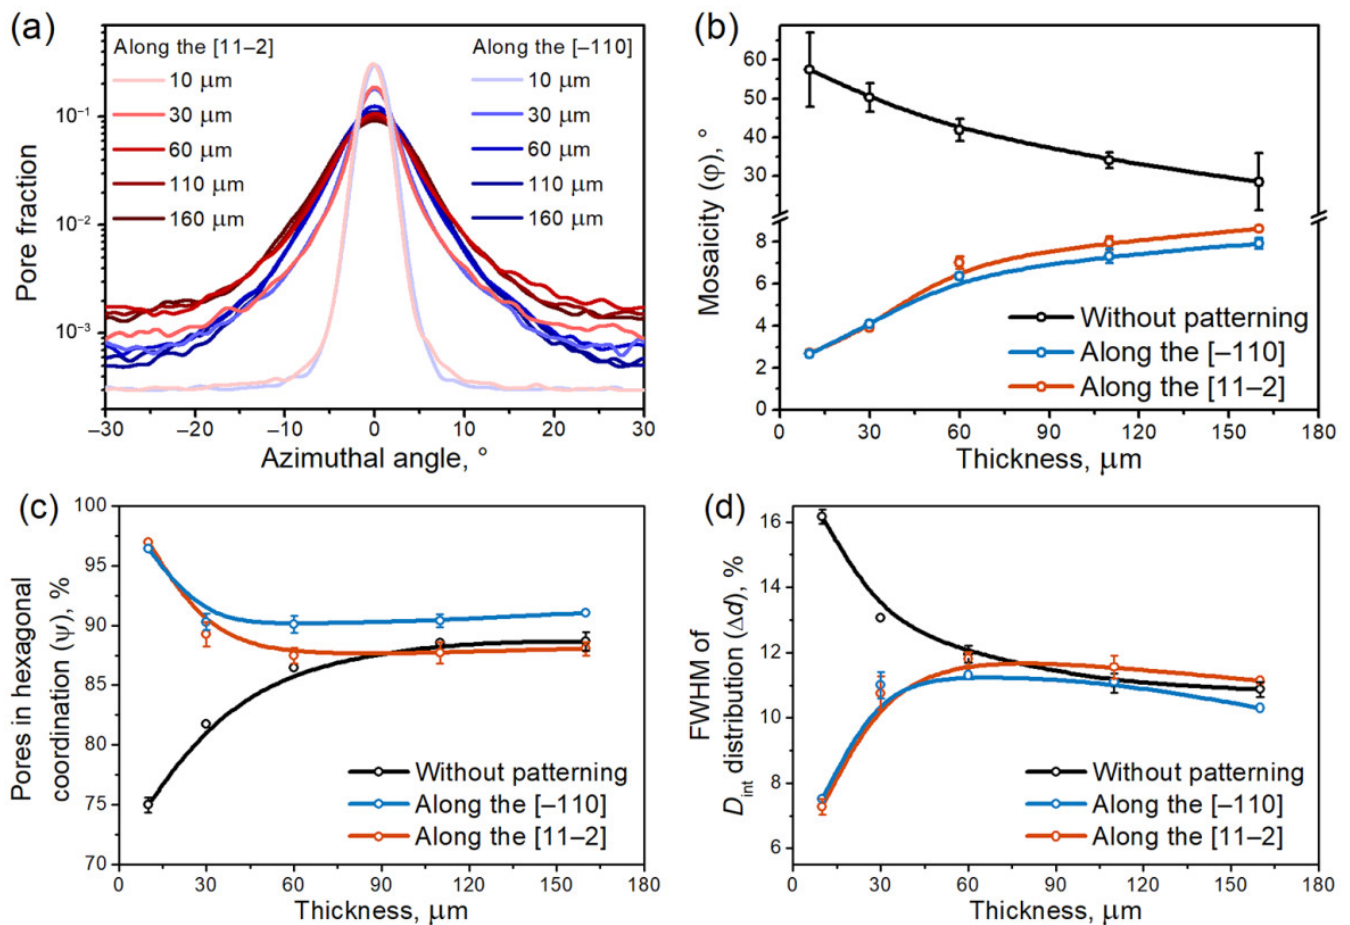 (a)
Along the [11–2]
10 μm
30 μm
60 μm
110 μm
160 μm
Along the [–110]
10 μm
30 μm
60 μm
110 μm
160 μm
10⁻¹
10⁻²
10⁻³
Pore fraction
–30 –20 –10 0 10 20 30
Azimuthal angle, °
(b)
60
50
40
30
8
6
4
2
0
Mosaicity (φ), °
Without patterning
Along the [–110]
Along the [11–2]
0 30 60 90 120 150 180
Thickness, μm
(c)
100
95
90
85
80
75
70
Pores in hexagonal
coordination (ψ), %
Without patterning
Along the [–110]
Along the [11–2]
0 30 60 90 120 150 180
Thickness, μm
(d)
16
14
12
10
8
6
FWHM of
Dint distribution (Δd), %
Without patterning
Along the [–110]
Along the [11–2]
0 30 60 90 120 150 180
Thickness, μm